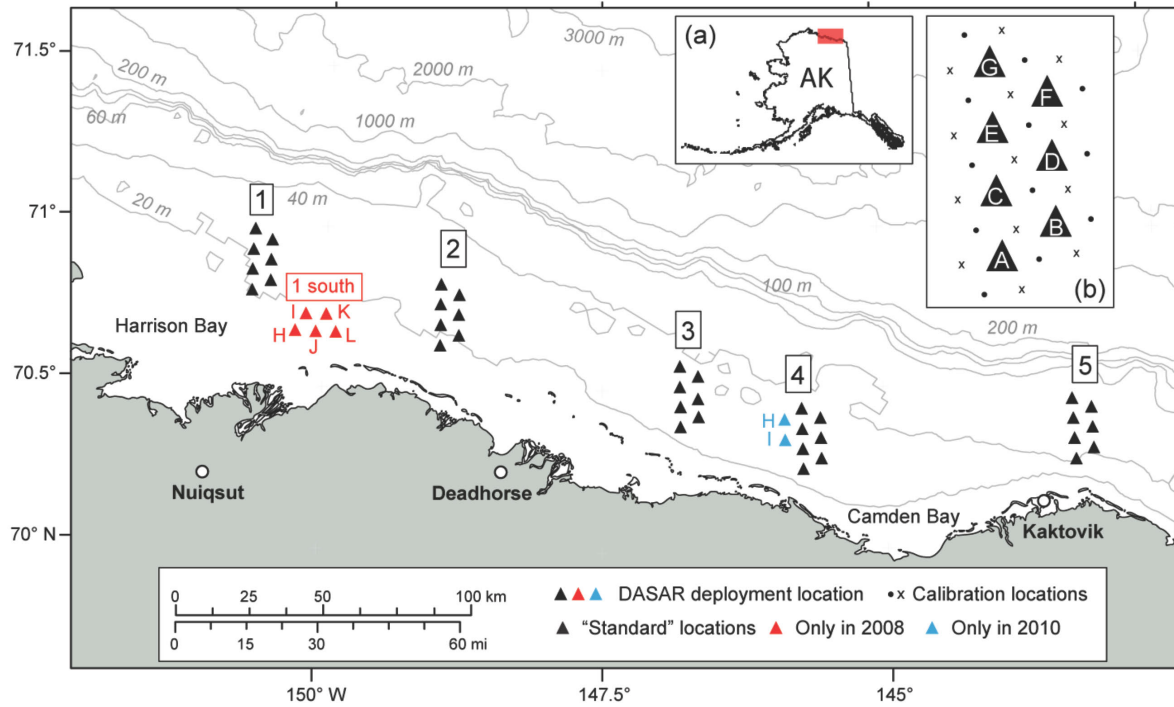 71.5°
71°
70.5°
70° N
150° W
147.5°
145°
3000 m
2000 m
200 m
1000 m
60 m
40 m
20 m
100 m
200 m
(a)
AK
(b)
G
F
E
D
C
B
A
1
2
3
4
5
1 south
I K
H J L
H
I
Harrison Bay
Nuiqsut
Deadhorse
Camden Bay
Kaktovik
0 25 50 100 km
0 15 30 60 mi
DASAR deployment location
x Calibration locations
"Standard" locations
Only in 2008
Only in 2010